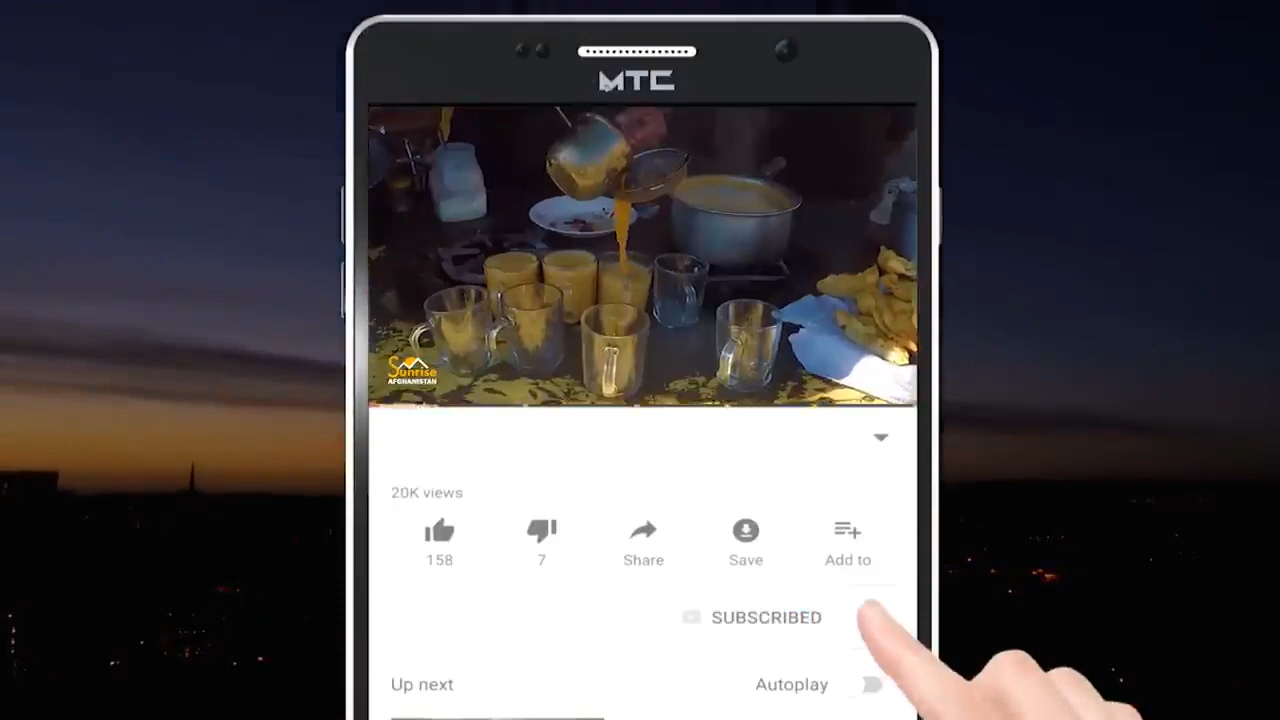 MTC
Sunrise
AFGHANISTAN
20K views
158
7
Share
Save
Add to
SUBSCRIBED
Up next
Autoplay